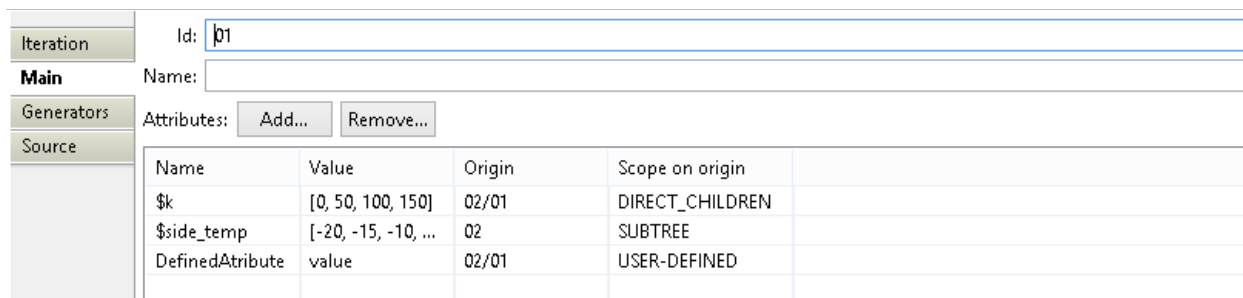 Iteration
Main
Generators
Source
Id: 01
Name:
Attributes: Add... Remove...
Name Value Origin Scope on origin
$k [0, 50, 100, 150] 02/01 DIRECT_CHILDREN
$side_temp [-20, -15, -10, ... 02 SUBTREE
DefinedAtribute value 02/01 USER-DEFINED